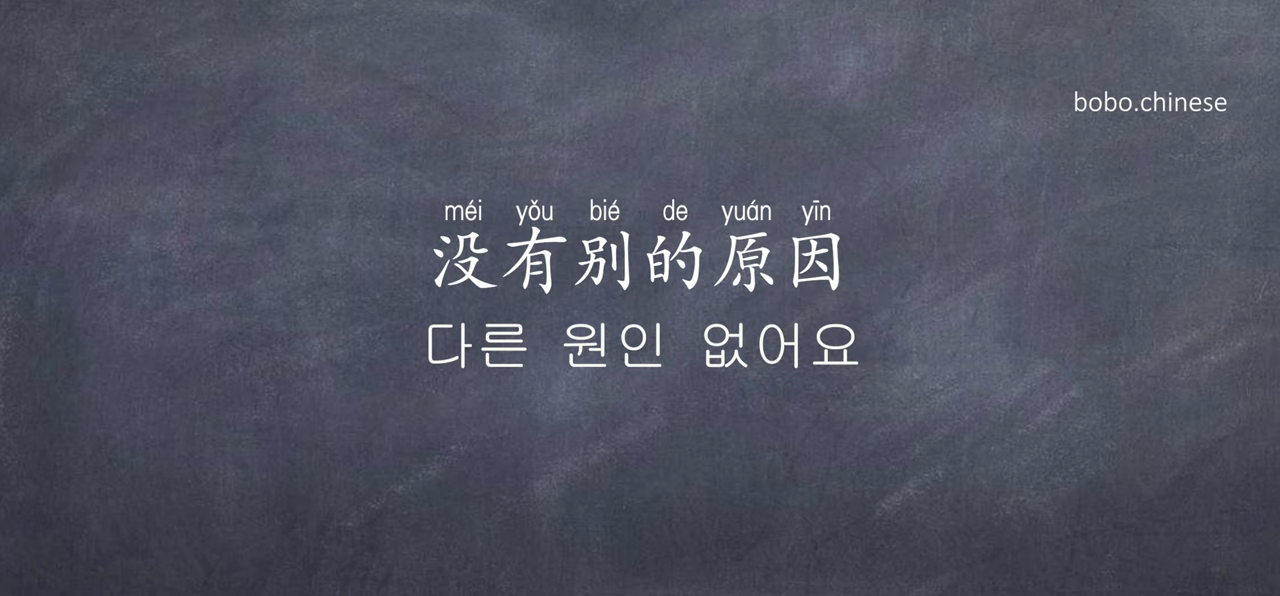 bobo.chinese
méi yǒu bié de yuán yīn
没有别的原因
다른 원인 없어요